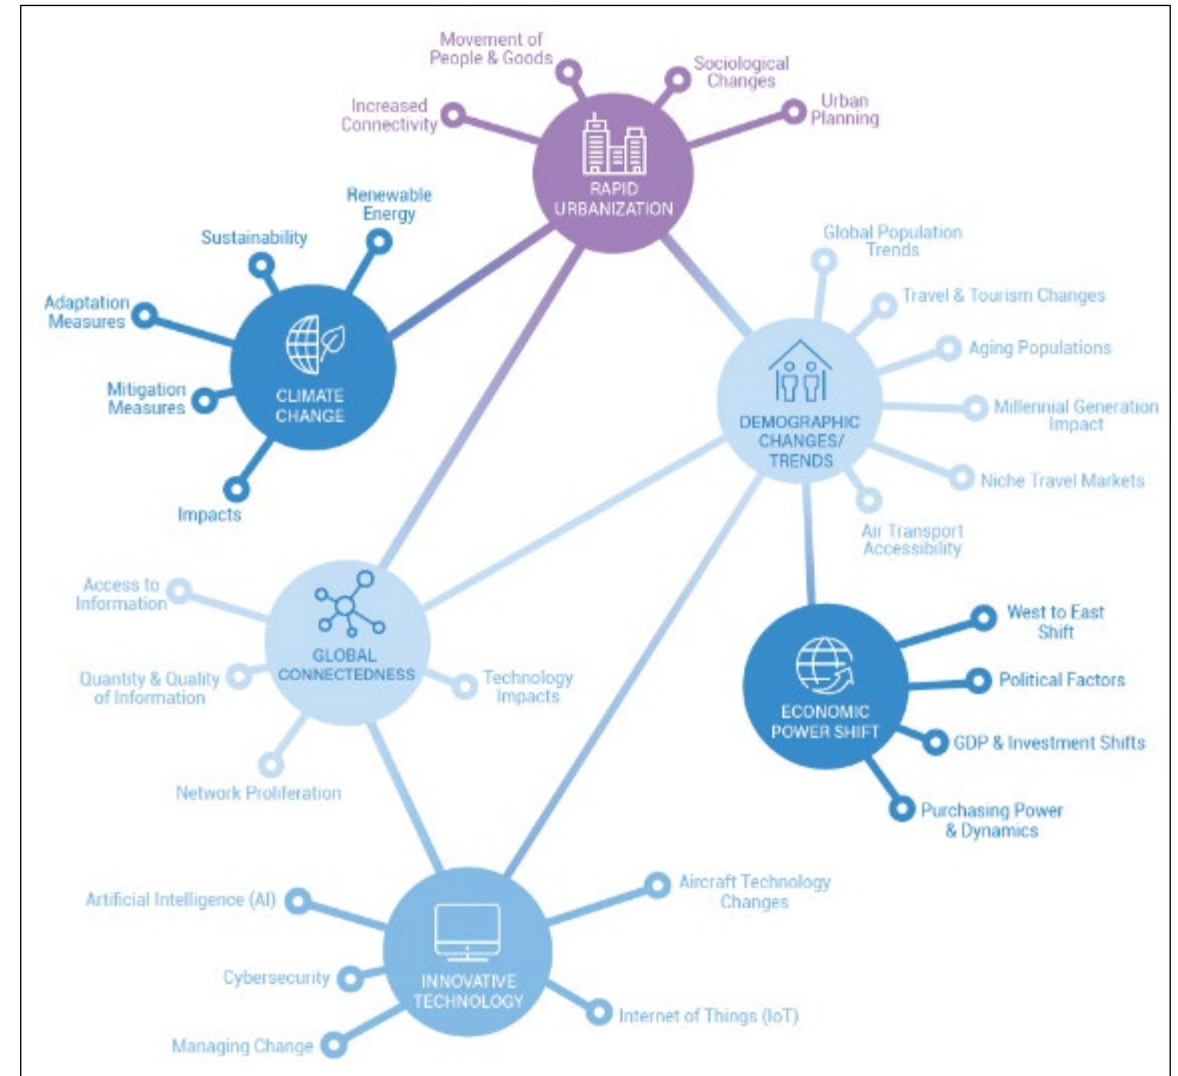 Movement of
People & Goods
Sociological
Changes
Increased
Connectivity
Urban
Planning
RAPID
URBANIZATION
Renewable
Energy
Sustainability
Adaptation
Measures
Mitigation
Measures
CLIMATE
CHANGE
Impacts
Global Population
Trends
Travel & Tourism Changes
Aging Populations
Millennial Generation
Impact
Niche Travel Markets
Air Transport
Accessibility
DEMOGRAPHIC
CHANGES/
TRENDS
Access to
Information
Quantity & Quality
of Information
Network Proliferation
Technology
Impacts
GLOBAL
CONNECTEDNESS
West to East
Shift
Political Factors
GDP & Investment Shifts
Purchasing Power
& Dynamics
ECONOMIC
POWER SHIFT
Artificial Intelligence (AI)
Cybersecurity
Managing Change
Aircraft Technology
Changes
Internet of Things (IoT)
INNOVATIVE
TECHNOLOGY